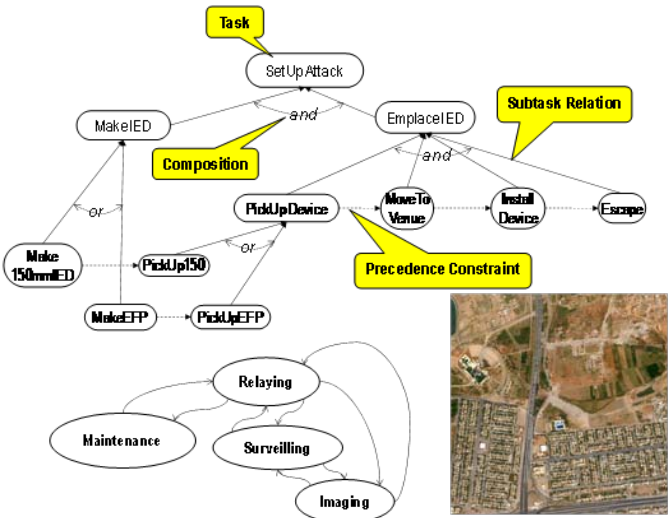 Task
SetUpAttack
and
MakeIED
EmplaceIED
Subtask Relation
Composition
and
or
PickUpDevice
MoveTo
Venue
Install
Device
Escape
or
Make
150mmIED
PickUp150
Precedence Constraint
MakeEFP
PickUpEFP
Relaying
Maintenance
Surveilling
Imaging